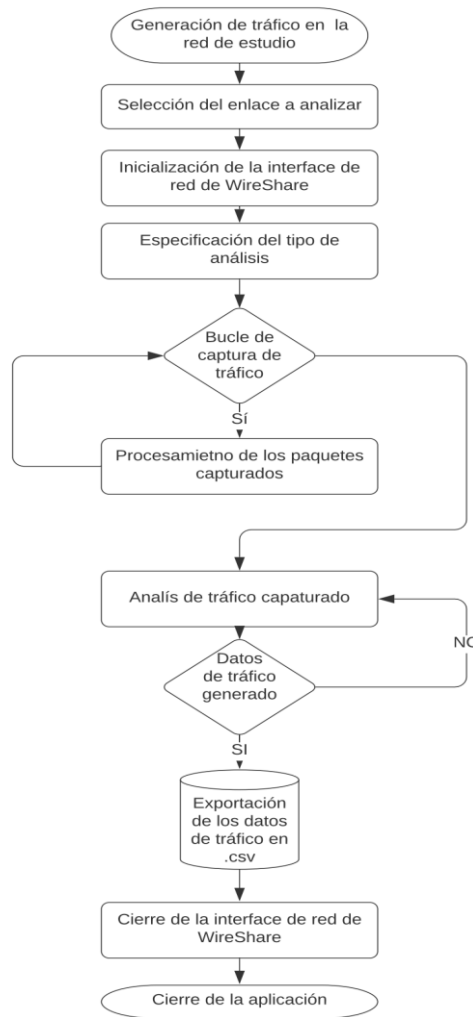 Generación de tráfico en la
red de estudio
Selección del enlace a analizar
Inicialización de la interface de
red de WireShare
Especificación del tipo de
análisis
Bucle de
captura de
tráfico
Sí
Procesamietno de los paquetes
capturados
Analís de tráfico capaturado
Datos
de tráfico
generado
NO
SI
Exportación
de los datos
de tráfico en
.csv
Cierre de la interface de red de
WireShare
Cierre de la aplicación